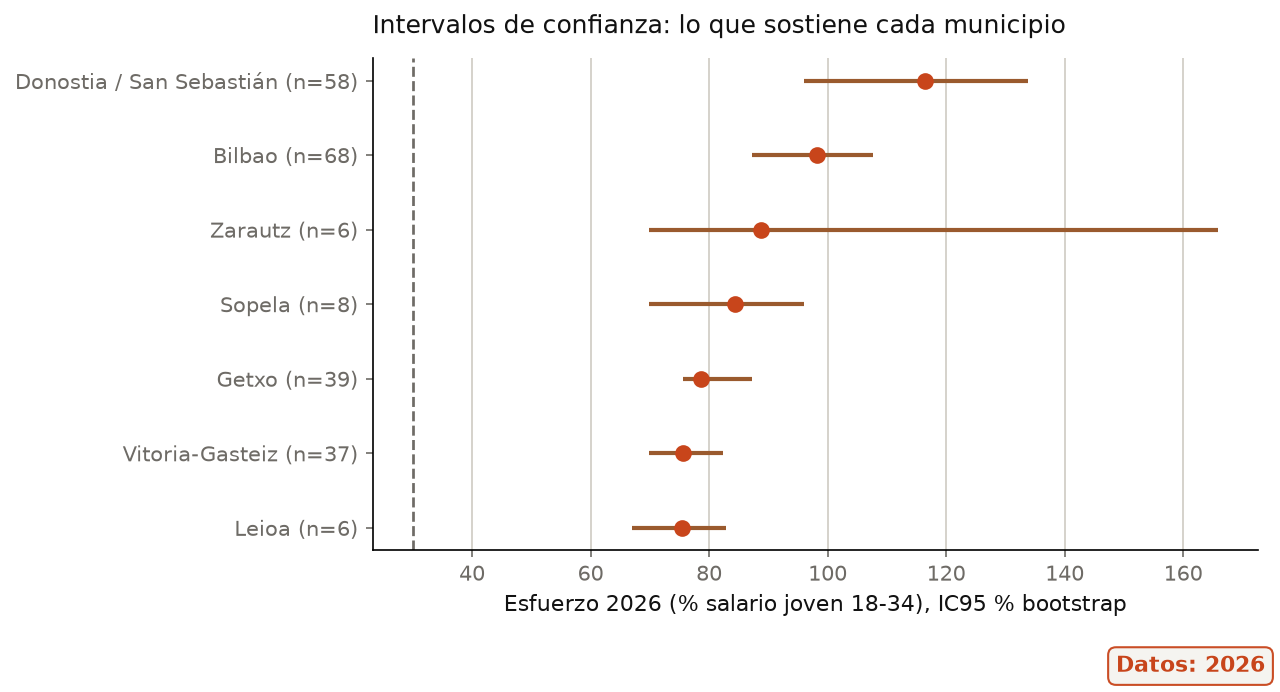 Intervalos de confianza: lo que sostiene cada municipio
Donostia / San Sebastián (n=58)
Bilbao (n=68)
Zarautz (n=6)
Sopela (n=8)
Getxo (n=39)
Vitoria-Gasteiz (n=37)
Leioa (n=6)
40 60 80 100 120 140 160
Esfuerzo 2026 (% salario joven 18-34), IC95 % bootstrap
Datos: 2026